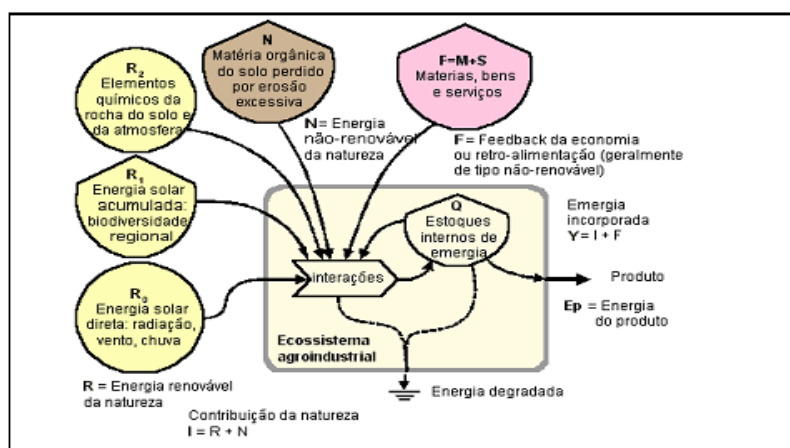 R2
Elementos
químicos da
rocha do solo e
da atmosfera
N
Matéria orgânica
do solo perdido
por erosão
excessiva
F=M+S
Materias, bens
e serviços
N= Energia
não-renovável
da natureza
F = Feedback da economia
ou retro-alimentação (geralmente
de tipo não-renovável)
R1
Energia solar
acumulada:
biodiversidade
regional
Q
Estoques
internos de
emergia
Emergia
incorporada
Y= I + F
interações
Produto
R0
Energia solar
direta: radiação,
vento, chuva
Ep = Energia
do produto
Ecossistema
agroindustrial
R = Energia renovável
da natureza
Energia degradada
Contribuição da natureza
I = R + N